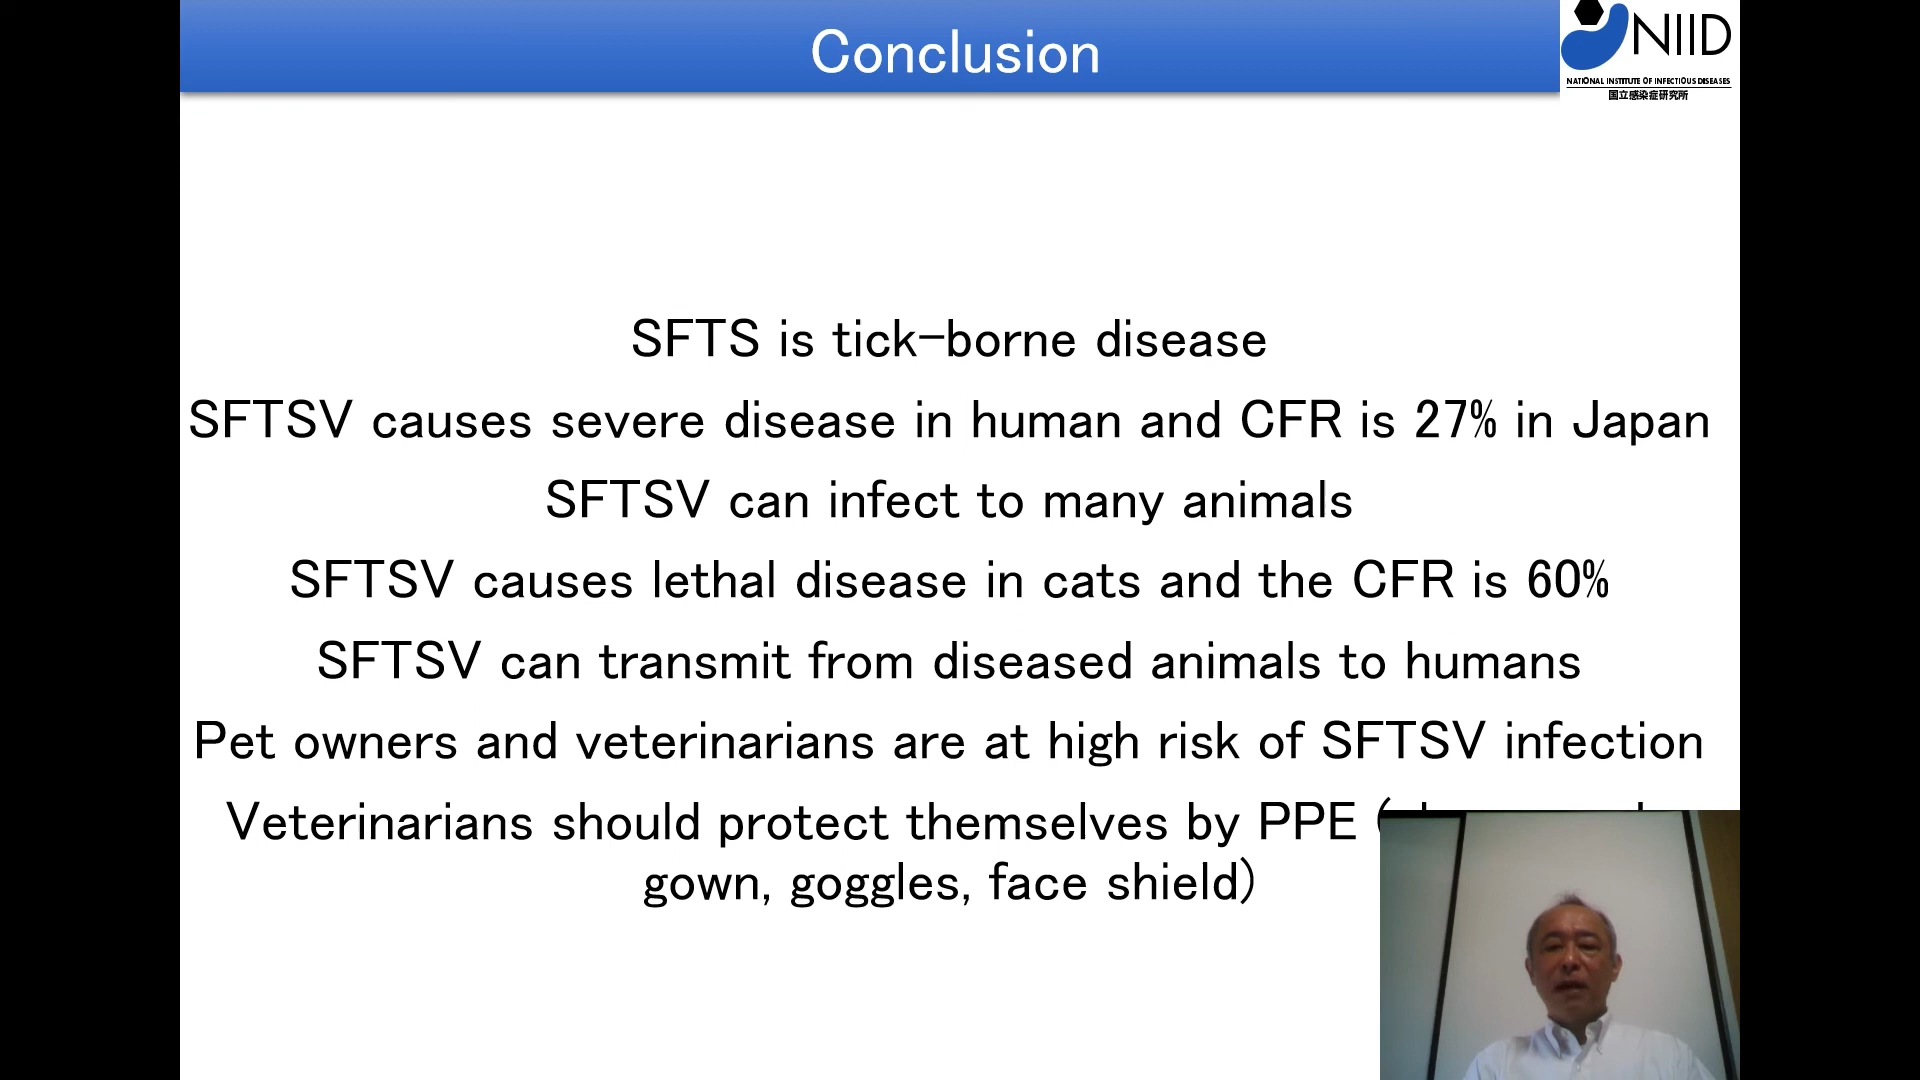 Conclusion
NIID
NATIONAL INSTITUTE OF INFECTIOUS DISEASES
国立感染症研究所
SFTS is tick-borne disease
SFTSV causes severe disease in human and CFR is 27% in Japan
SFTSV can infect to many animals
SFTSV causes lethal disease in cats and the CFR is 60%
SFTSV can transmit from diseased animals to humans
Pet owners and veterinarians are at high risk of SFTSV infection
Veterinarians should protect themselves by PPE (
gown, goggles, face shield)